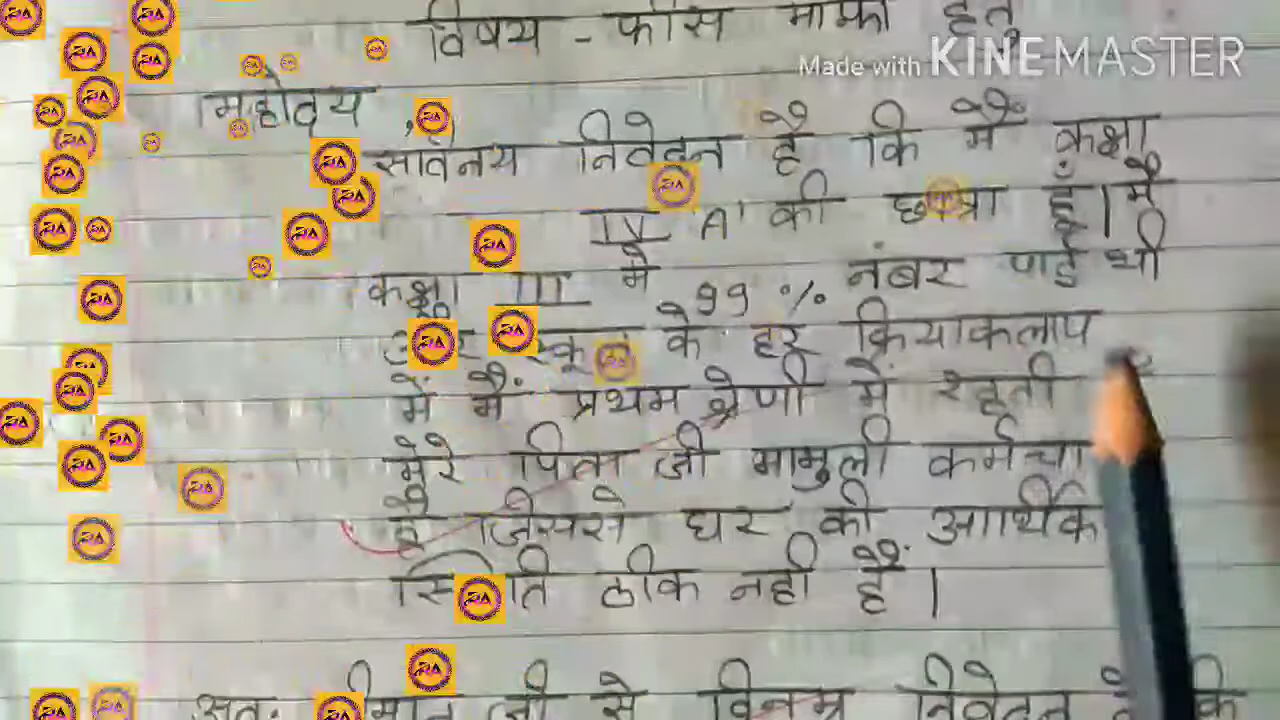 विषय - फीस माफी हेतु
Made with KINEMASTER
महोदय,
सविनय निवेदन है कि मैं कक्षा
IV 'A' की छात्रा हूँ। मै
कक्षा III मे 99 % नंबर पाई थी
और स्कूल के हर क्रियाकलाप
में मैं प्रथम श्रेणी में रहती
मेरे पिता जी मामुली कर्मचा
है जिससे घर की आर्थिक
स्थिति ठीक नही है।
अतः श्रीमान जी से विनम्र निवेदन है कि